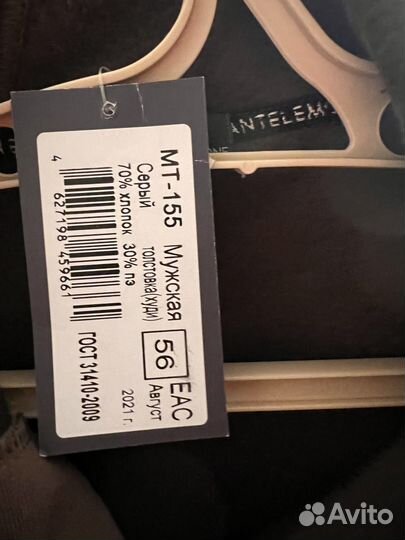 ANTELEM
МТ-155 Мужская
толстовка(худи)
Серый
70% хлопок 30% пэ
56
ЕАС
Август
2021 г.
4 627198 459661
ГОСТ 31410-2009
Avito